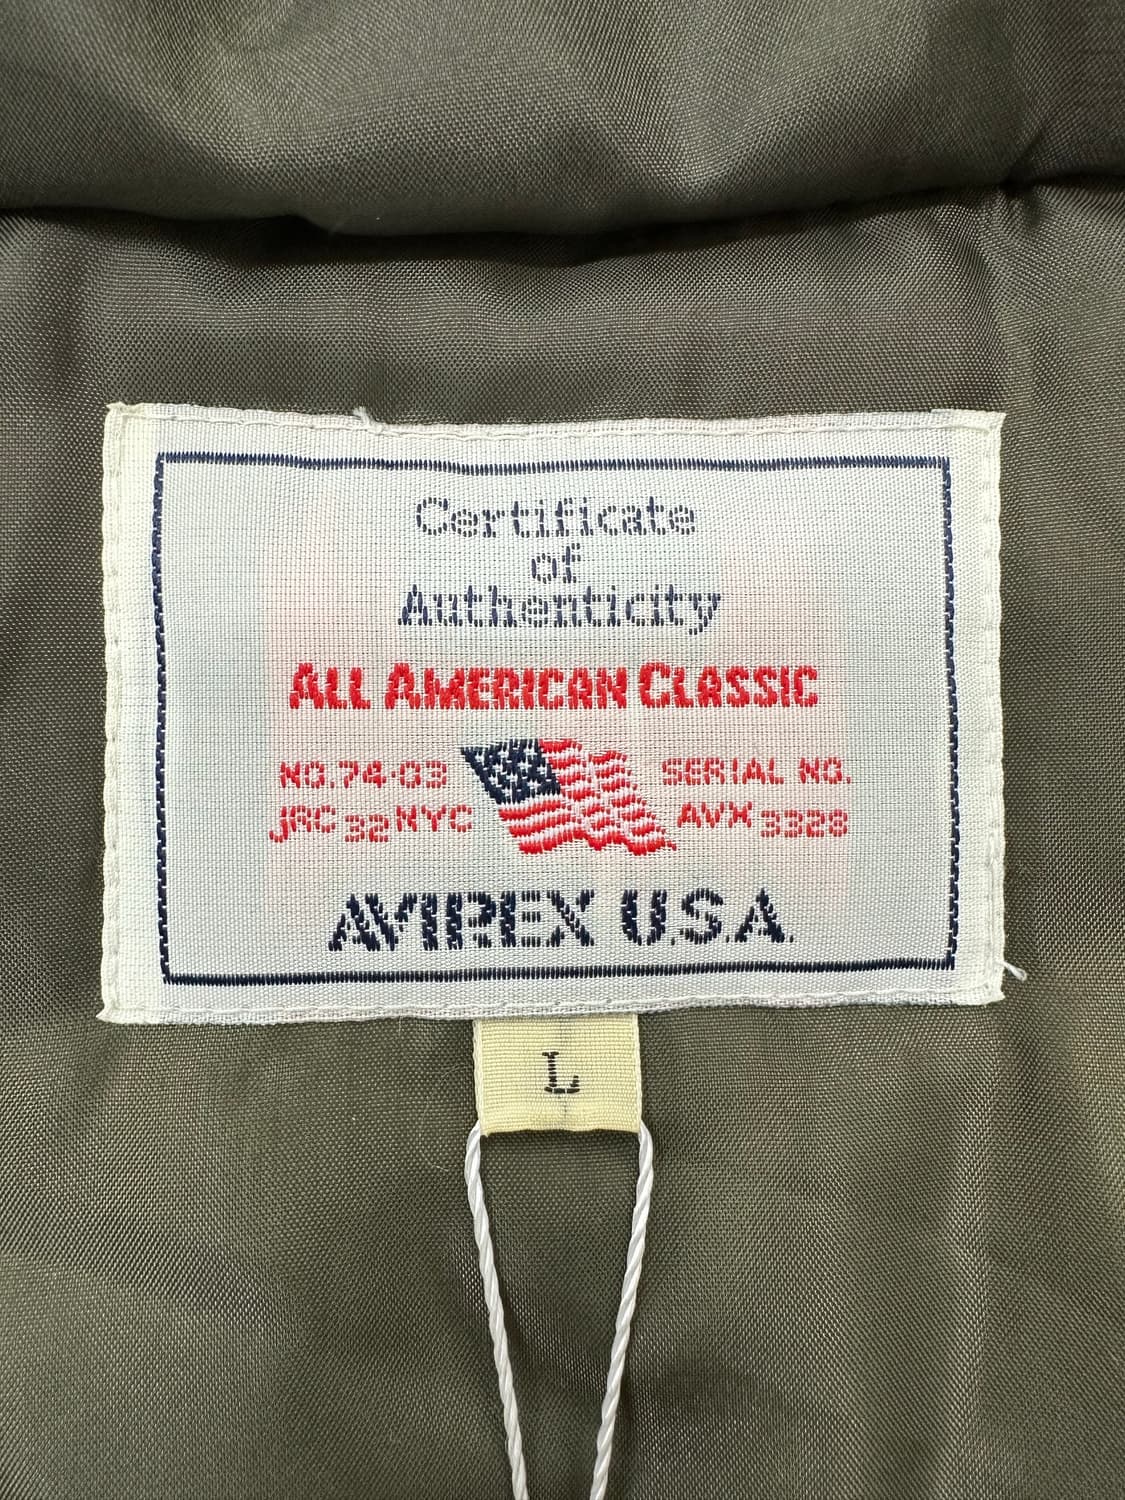 Certificate
of
Authenticity
ALL AMERICAN CLASSIC
NO.74-03
JRC 32 NYC
SERIAL NO.
AVX 3328
AVIREX U.S.A.
L